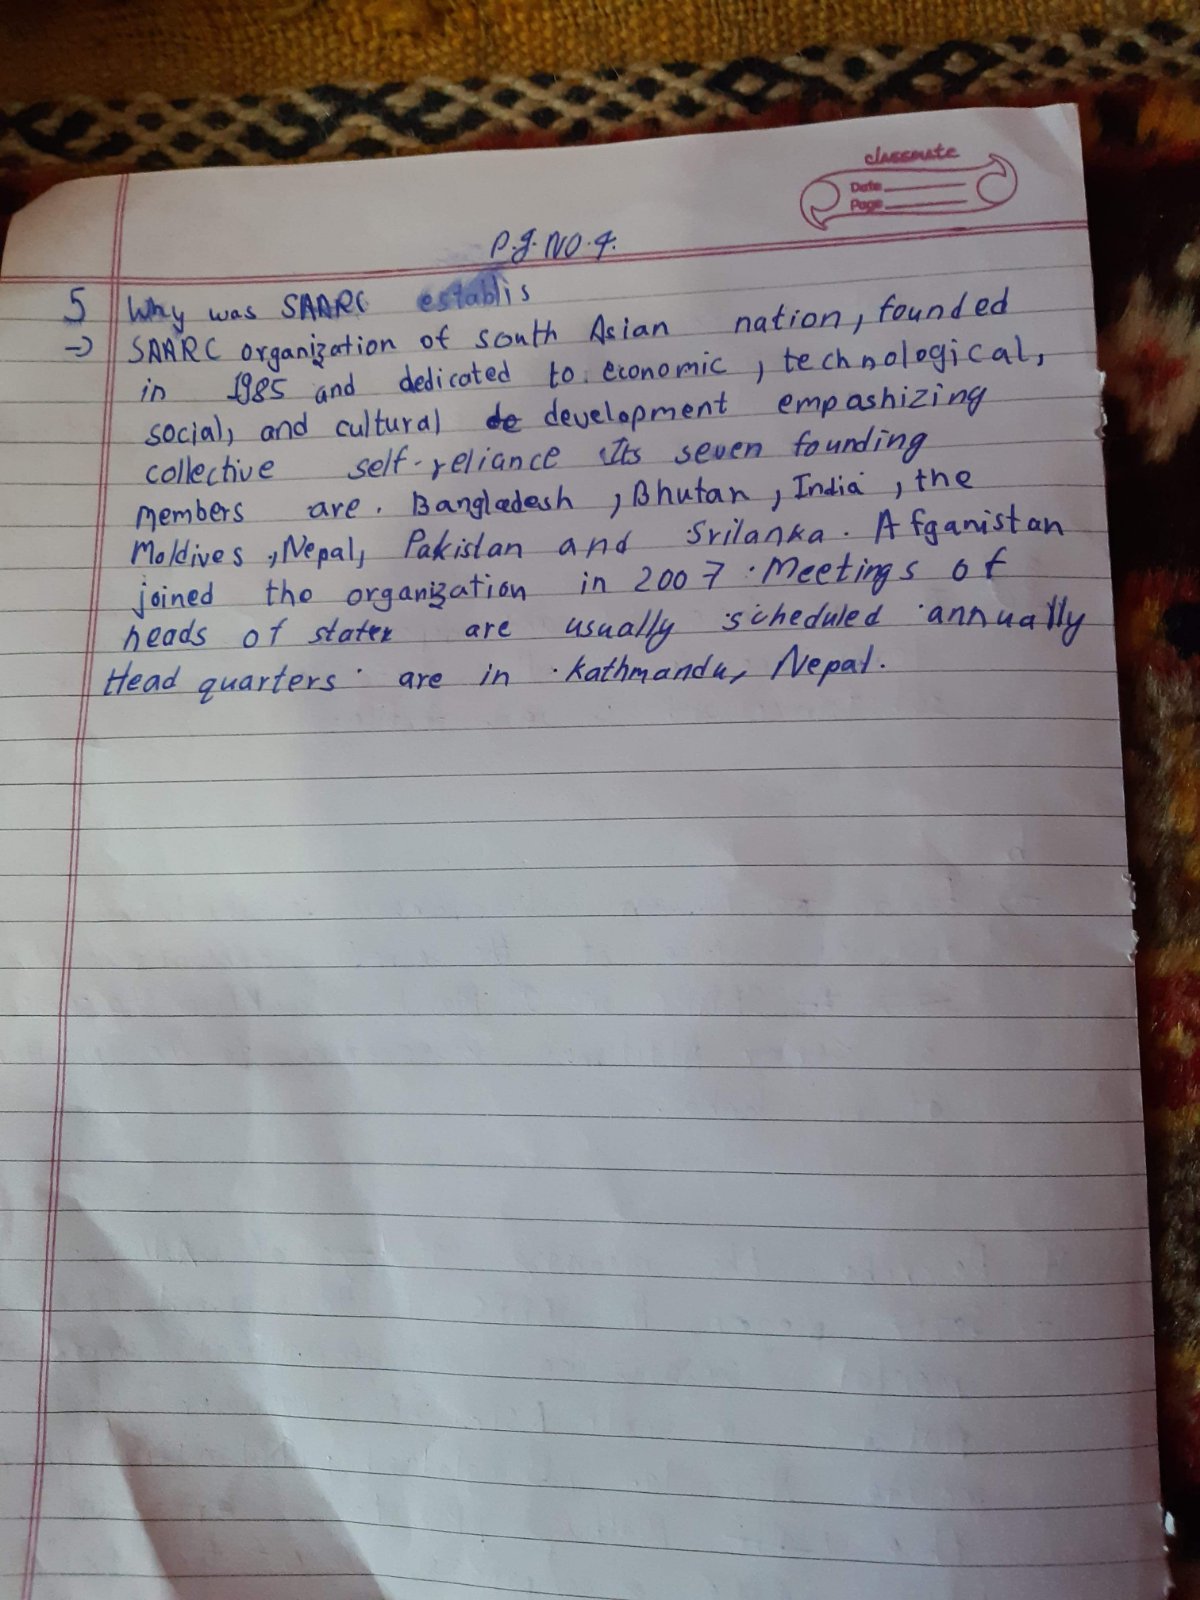 classmate
Date
Page
P.g. NO. 4.
5 Why was SAARC establis
→ SAARC organization of south Asian nation, founded
in 1985 and dedicated to economic, technological,
social, and cultural de development empashizing
collective self-reliance Its seven founding
members are. Bangladesh, Bhutan, India, the
Moldives, Nepal, Pakistan and Srilanka. Afganistan
joined the organization in 2007. Meetings of
heads of state are usually scheduled annually
Head quarters are in Kathmandu, Nepal.